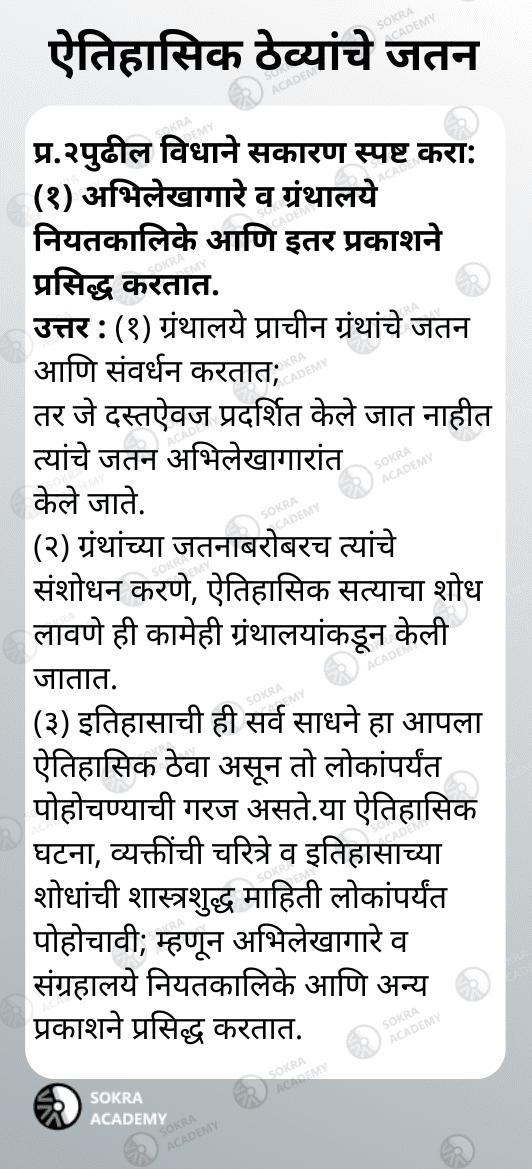 ऐतिहासिक ठेव्यांचे जतन
प्र.२पुढील विधाने सकारण स्पष्ट करा:
(१) अभिलेखागारे व ग्रंथालये
नियतकालिके आणि इतर प्रकाशने
प्रसिद्ध करतात.
उत्तर : (१) ग्रंथालये प्राचीन ग्रंथांचे जतन
आणि संवर्धन करतात;
तर जे दस्तऐवज प्रदर्शित केले जात नाहीत
त्यांचे जतन अभिलेखागारांत
केले जाते.
(२) ग्रंथांच्या जतनाबरोबरच त्यांचे
संशोधन करणे, ऐतिहासिक सत्याचा शोध
लावणे ही कामेही ग्रंथालयांकडून केली
जातात.
(३) इतिहासाची ही सर्व साधने हा आपला
ऐतिहासिक ठेवा असून तो लोकांपर्यंत
पोहोचण्याची गरज असते.या ऐतिहासिक
घटना, व्यक्तींची चरित्रे व इतिहासाच्या
शोधांची शास्त्रशुद्ध माहिती लोकांपर्यंत
पोहोचावी; म्हणून अभिलेखागारे व
संग्रहालये नियतकालिके आणि अन्य
प्रकाशने प्रसिद्ध करतात.
SOKRA
ACADEMY